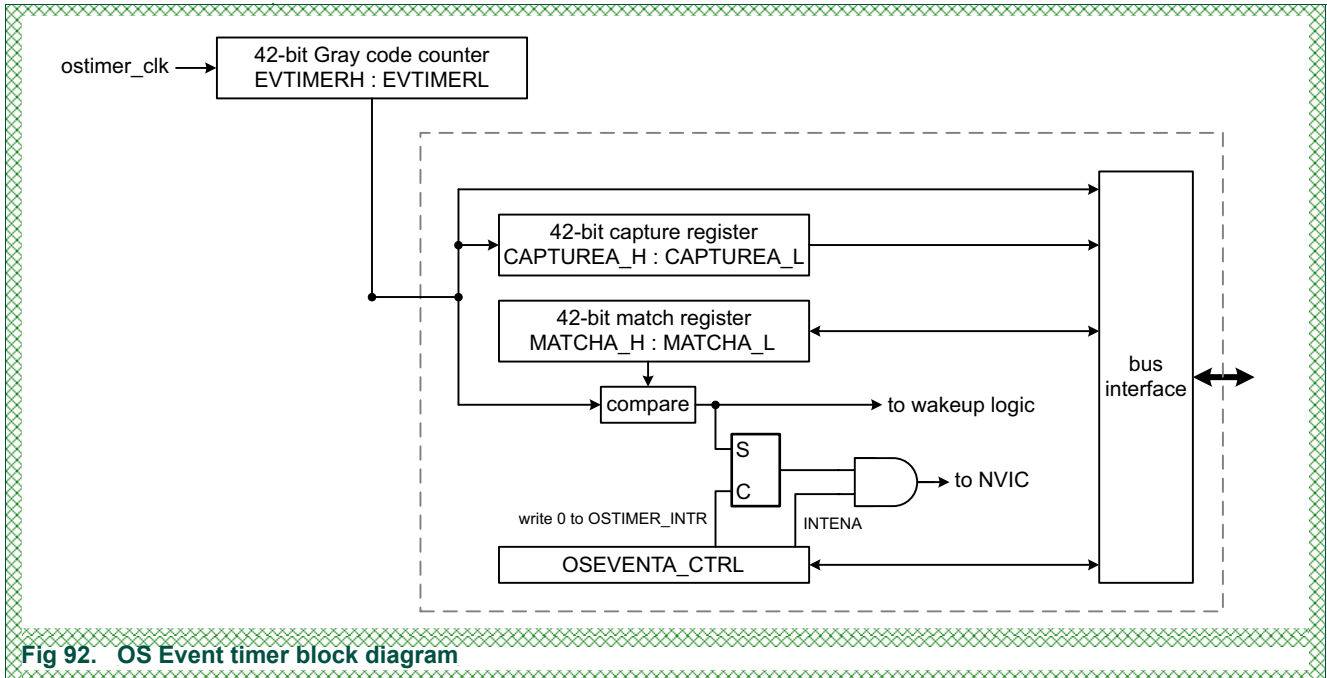 42-bit Gray code counter
ostimer_clk
EVTIMERH : EVTIMERL
42-bit capture register
CAPTUREA_H : CAPTUREA_L
42-bit match register
MATCHA_H : MATCHA_L
bus
interface
compare
to wakeup logic
S
C
to NVIC
write 0 to OSTIMER_INTR
INTENA
OSEVENTA_CTRL
Fig 92. OS Event timer block diagram